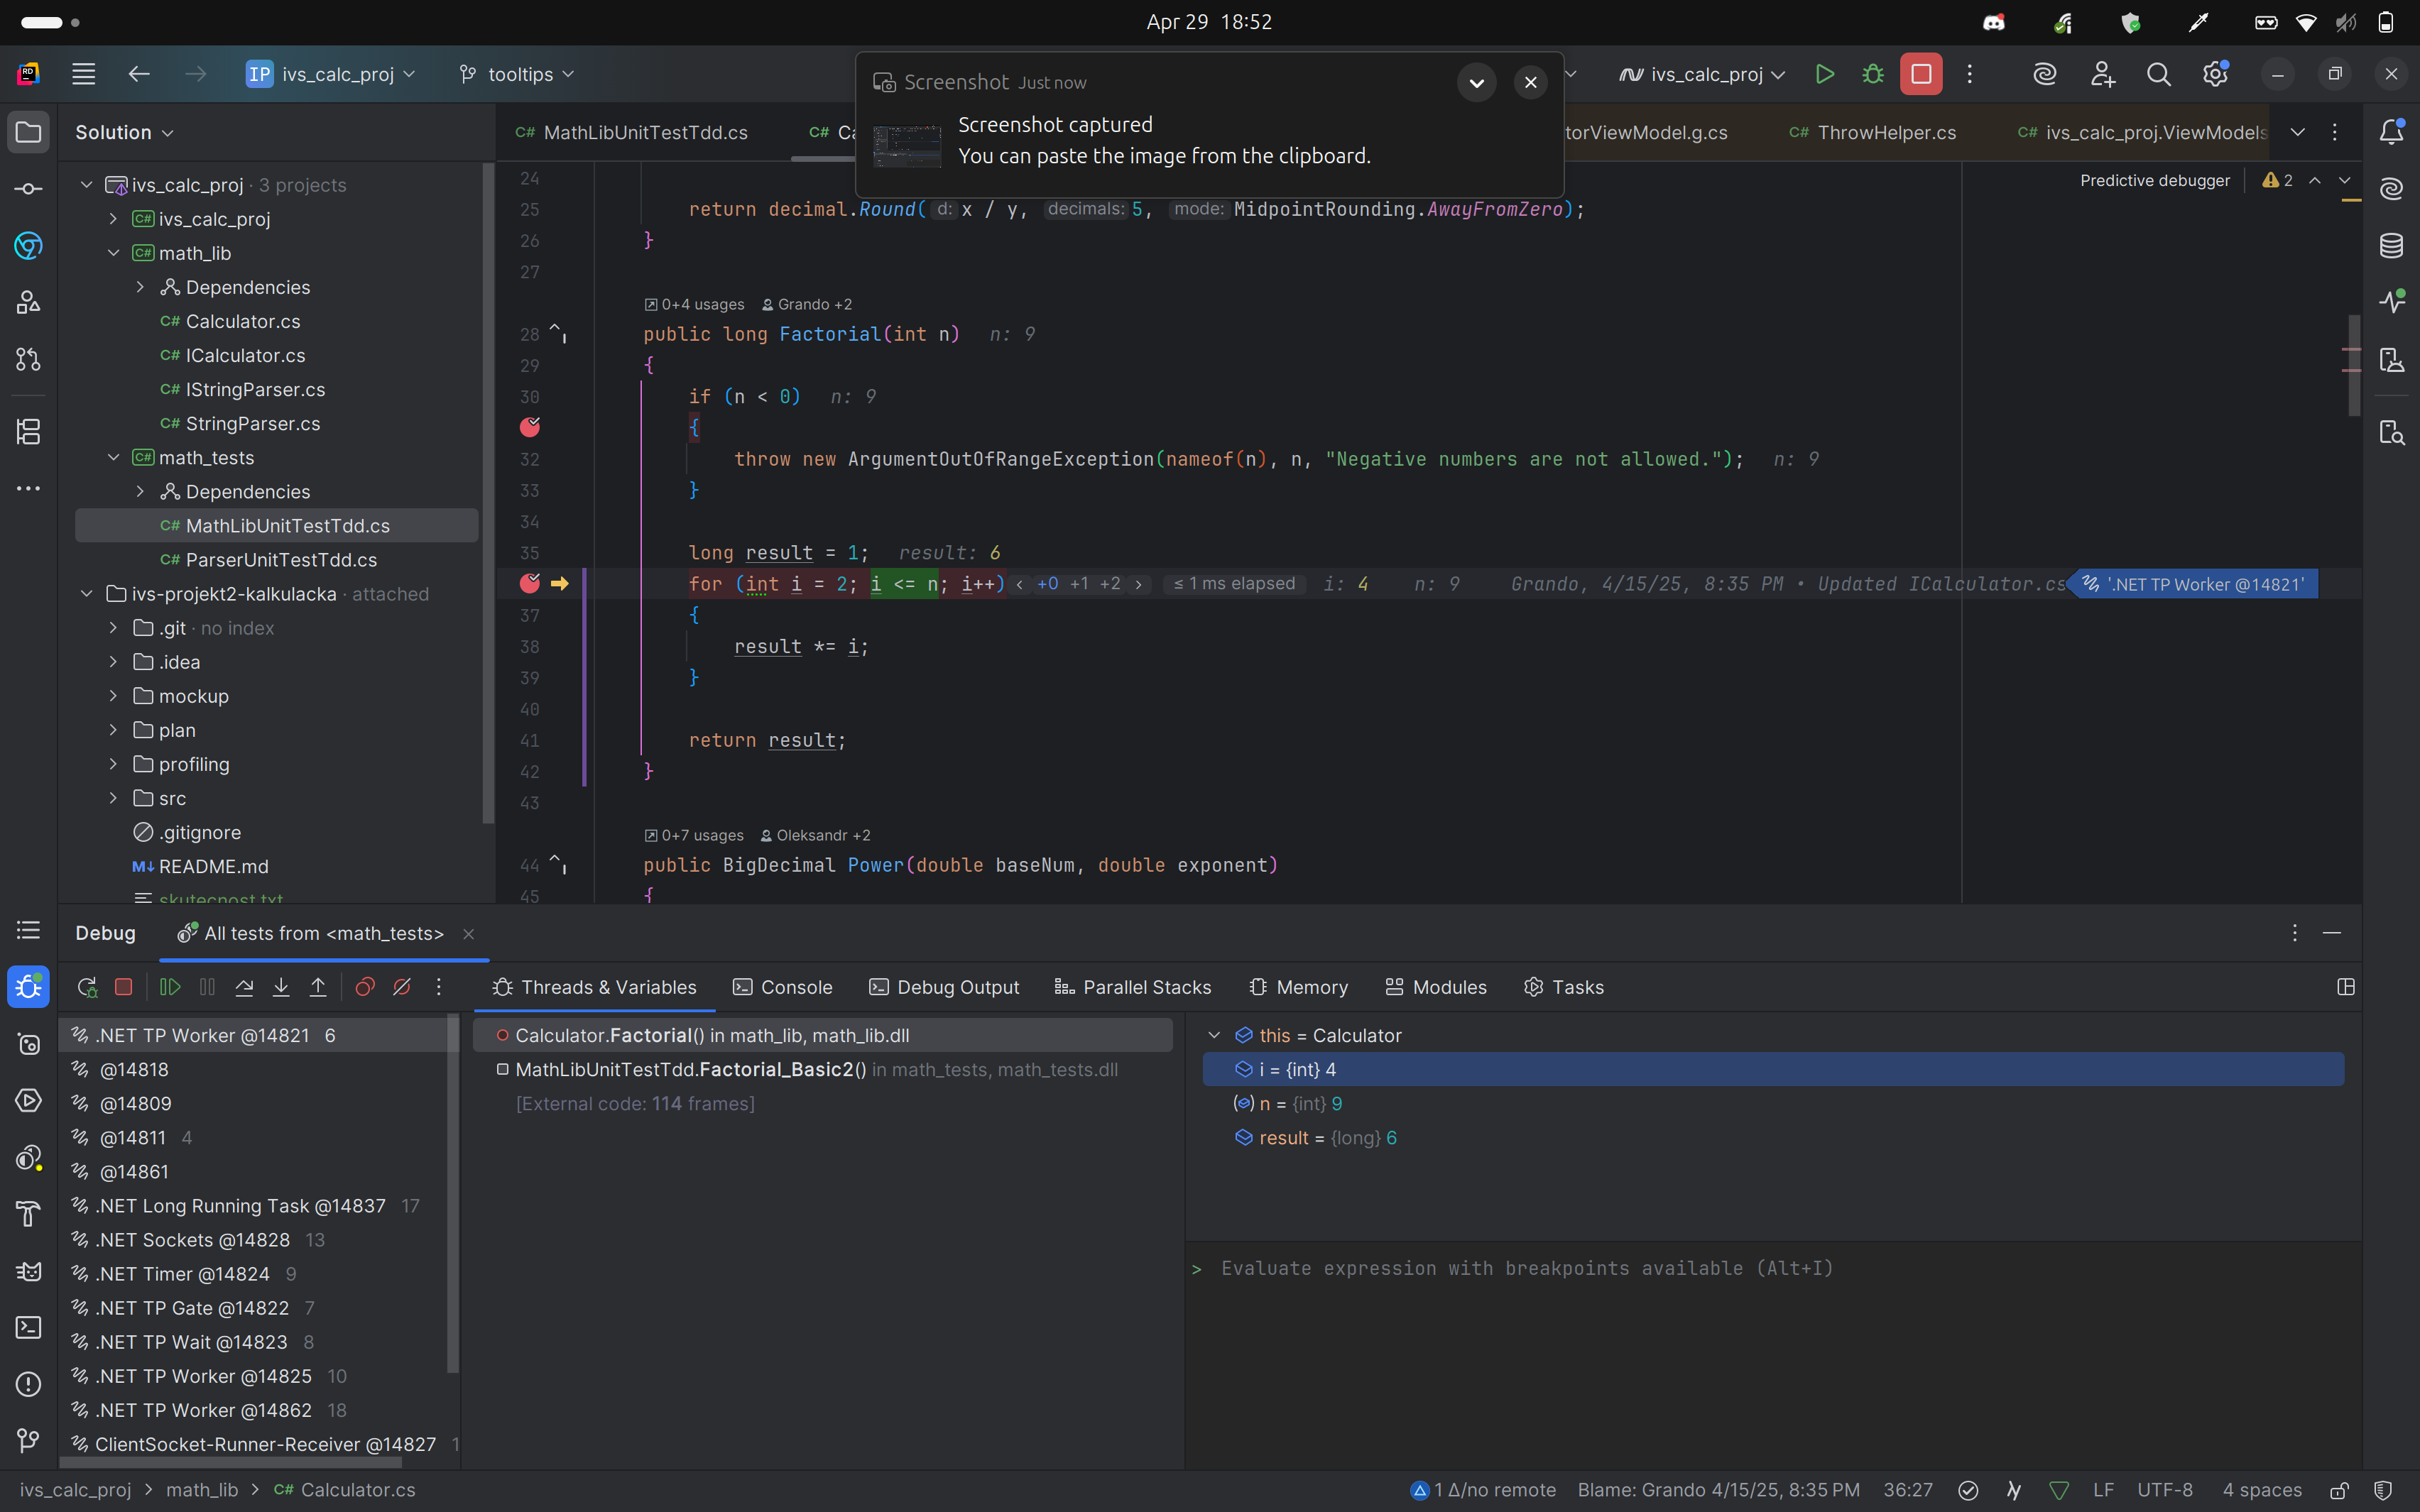 Apr 29 18:52
IP ivs_calc_proj
tooltips
ivs_calc_proj
Screenshot Just now
Screenshot captured
You can paste the image from the clipboard.
Solution
C# MathLibUnitTestTdd.cs
C#
C# ThrowHelper.cs
C# ivs_calc_proj.ViewModels
Predictive debugger
2
ivs_calc_proj · 3 projects
C# ivs_calc_proj
C# math_lib
Dependencies
C# Calculator.cs
C# ICalculator.cs
C# IStringParser.cs
C# StringParser.cs
C# math_tests
Dependencies
C# MathLibUnitTestTdd.cs
C# ParserUnitTestTdd.cs
ivs-projekt2-kalkulacka · attached
.git · no index
.idea
mockup
plan
profiling
src
.gitignore
M↓ README.md
skutecnost.txt
24
25 return decimal.Round( d: x / y, decimals: 5, mode: MidpointRounding.AwayFromZero);
26 }
27
0+4 usages Grando +2
28 public long Factorial(int n) n: 9
29 {
30 if (n < 0) n: 9
{
32 throw new ArgumentOutOfRangeException(nameof(n), n, "Negative numbers are not allowed."); n: 9
33 }
34
35 long result = 1; result: 6
for (int i = 2; i <= n; i++) < +0 +1 +2 > ≤ 1 ms elapsed i: 4 n: 9 Grando, 4/15/25, 8:35 PM • Updated ICalculator.cs '.NET TP Worker @14821'
37 {
38 result *= i;
39 }
40
41 return result;
42 }
43
0+7 usages Oleksandr +2
44 public BigDecimal Power(double baseNum, double exponent)
45 {
Debug
All tests from <math_tests>
Threads & Variables
Console
Debug Output
Parallel Stacks
Memory
Modules
Tasks
.NET TP Worker @14821 6
@14818
@14809
@14811 4
@14861
.NET Long Running Task @14837 17
.NET Sockets @14828 13
.NET Timer @14824 9
.NET TP Gate @14822 7
.NET TP Wait @14823 8
.NET TP Worker @14825 10
.NET TP Worker @14862 18
ClientSocket-Runner-Receiver @14827 1
Calculator.Factorial() in math_lib, math_lib.dll
MathLibUnitTestTdd.Factorial_Basic2() in math_tests, math_tests.dll
[External code: 114 frames]
this = Calculator
i = {int} 4
n = {int} 9
result = {long} 6
> Evaluate expression with breakpoints available (Alt+I)
ivs_calc_proj > math_lib > C# Calculator.cs
1 Δ/no remote
Blame: Grando 4/15/25, 8:35 PM
36:27
LF
UTF-8
4 spaces